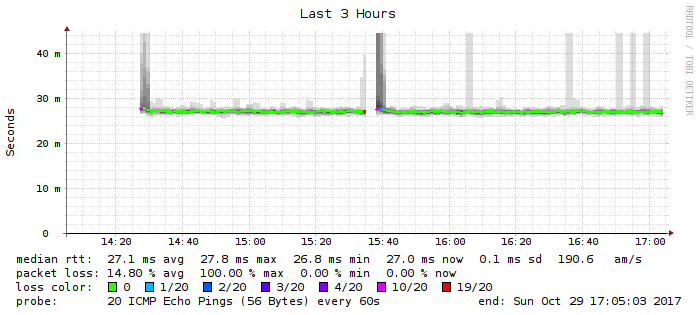 Last 3 Hours
RRDTOOL / TOBI OETIKER
Seconds
40 m
30 m
20 m
10 m
0
14:20 14:40 15:00 15:20 15:40 16:00 16:20 16:40 17:00
median rtt: 27.1 ms avg 27.8 ms max 26.8 ms min 27.0 ms now 0.1 ms sd 190.6 am/s
packet loss: 14.80 % avg 100.00 % max 0.00 % min 0.00 % now
loss color: 0 1/20 2/20 3/20 4/20 10/20 19/20
probe: 20 ICMP Echo Pings (56 Bytes) every 60s end: Sun Oct 29 17:05:03 2017